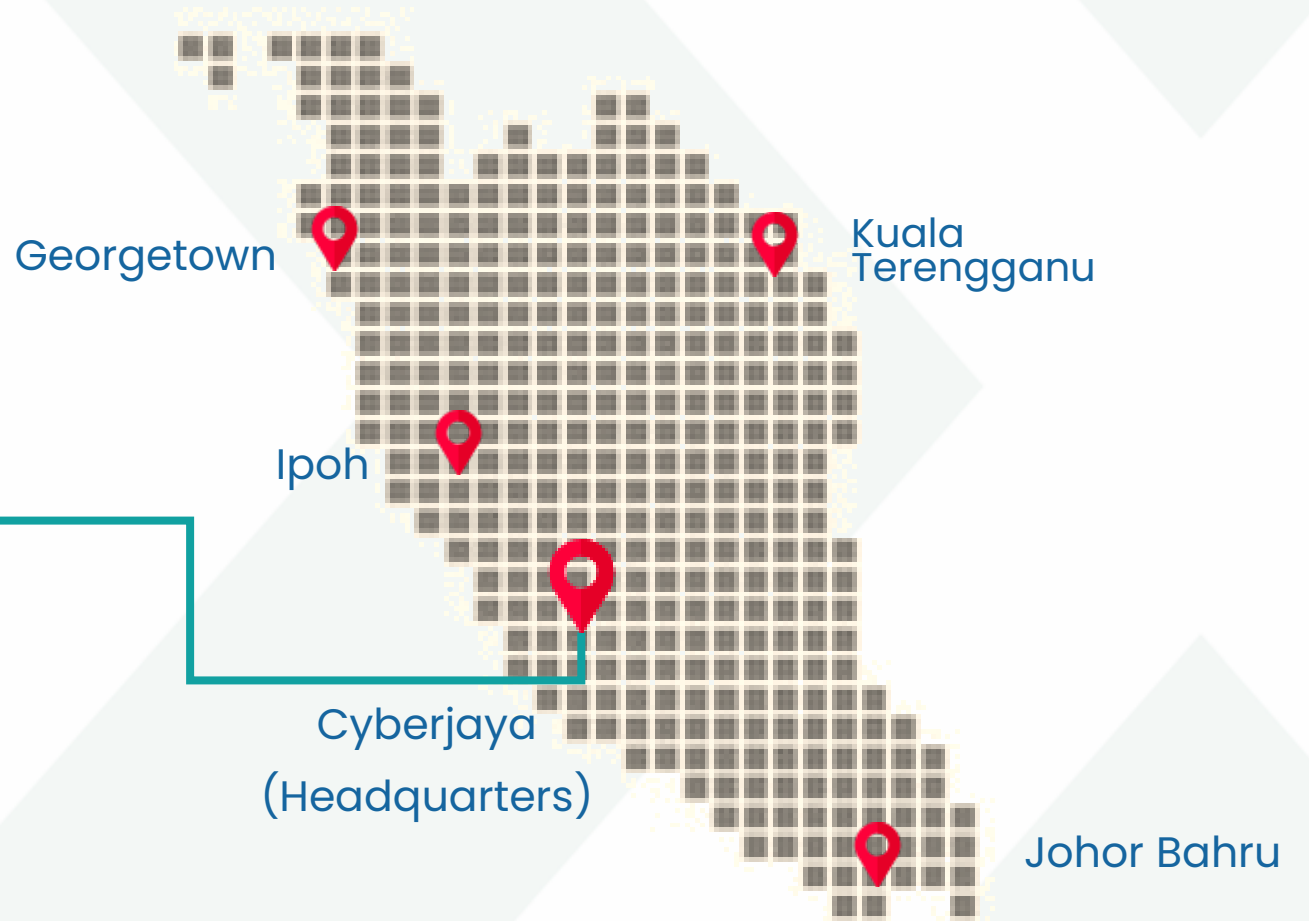 Georgetown
Kuala
Terengganu
Ipoh
Cyberjaya
(Headquarters)
Johor Bahru